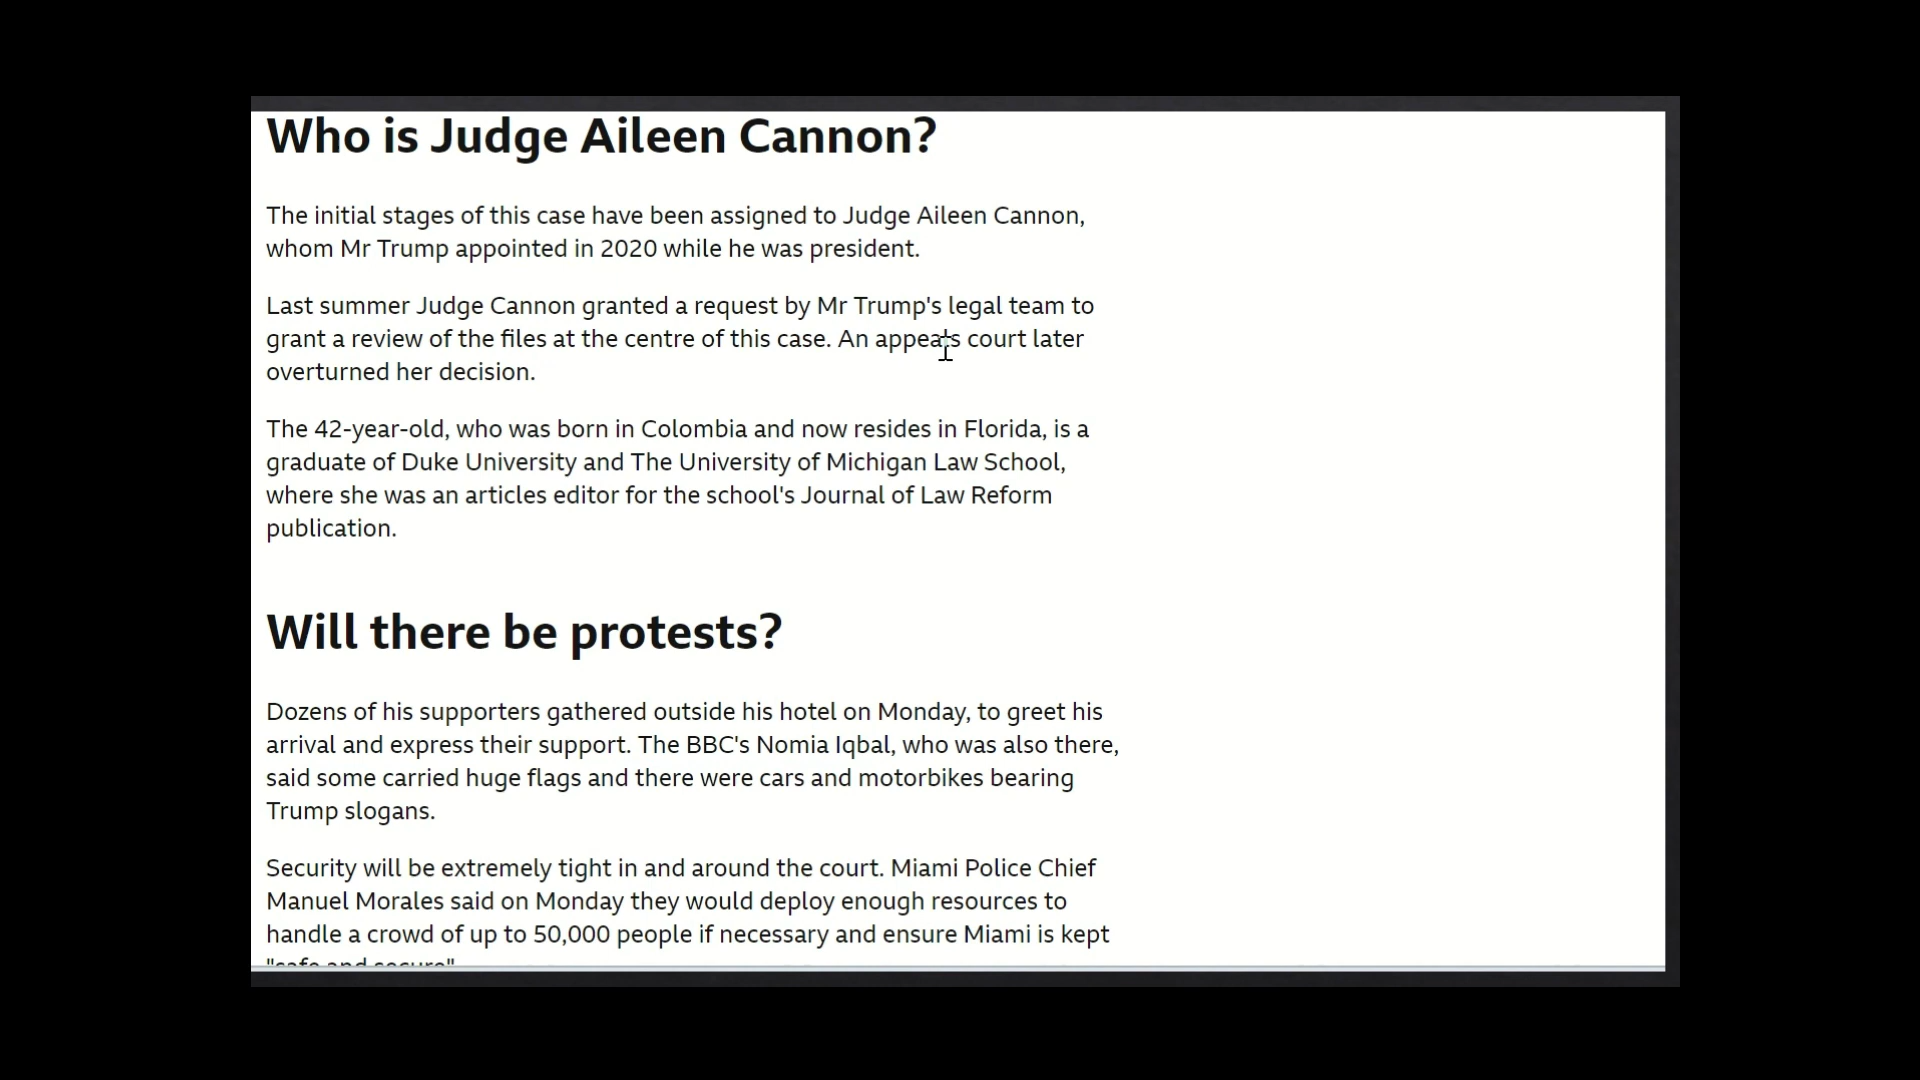 Who is Judge Aileen Cannon?
The initial stages of this case have been assigned to Judge Aileen Cannon,
whom Mr Trump appointed in 2020 while he was president.
Last summer Judge Cannon granted a request by Mr Trump's legal team to
grant a review of the files at the centre of this case. An appeals court later
overturned her decision.
The 42-year-old, who was born in Colombia and now resides in Florida, is a
graduate of Duke University and The University of Michigan Law School,
where she was an articles editor for the school's Journal of Law Reform
publication.
Will there be protests?
Dozens of his supporters gathered outside his hotel on Monday, to greet his
arrival and express their support. The BBC's Nomia Iqbal, who was also there,
said some carried huge flags and there were cars and motorbikes bearing
Trump slogans.
Security will be extremely tight in and around the court. Miami Police Chief
Manuel Morales said on Monday they would deploy enough resources to
handle a crowd of up to 50,000 people if necessary and ensure Miami is kept
"safe and secure"